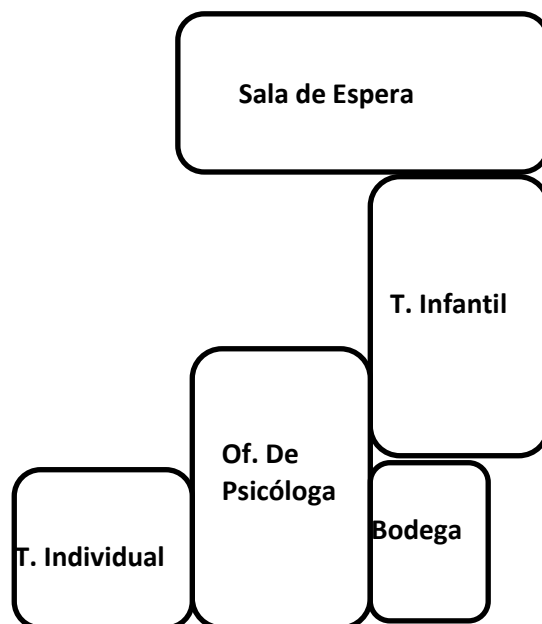 Sala de Espera
T. Infantil
Of. De
Psicóloga
Bodega
T. Individual